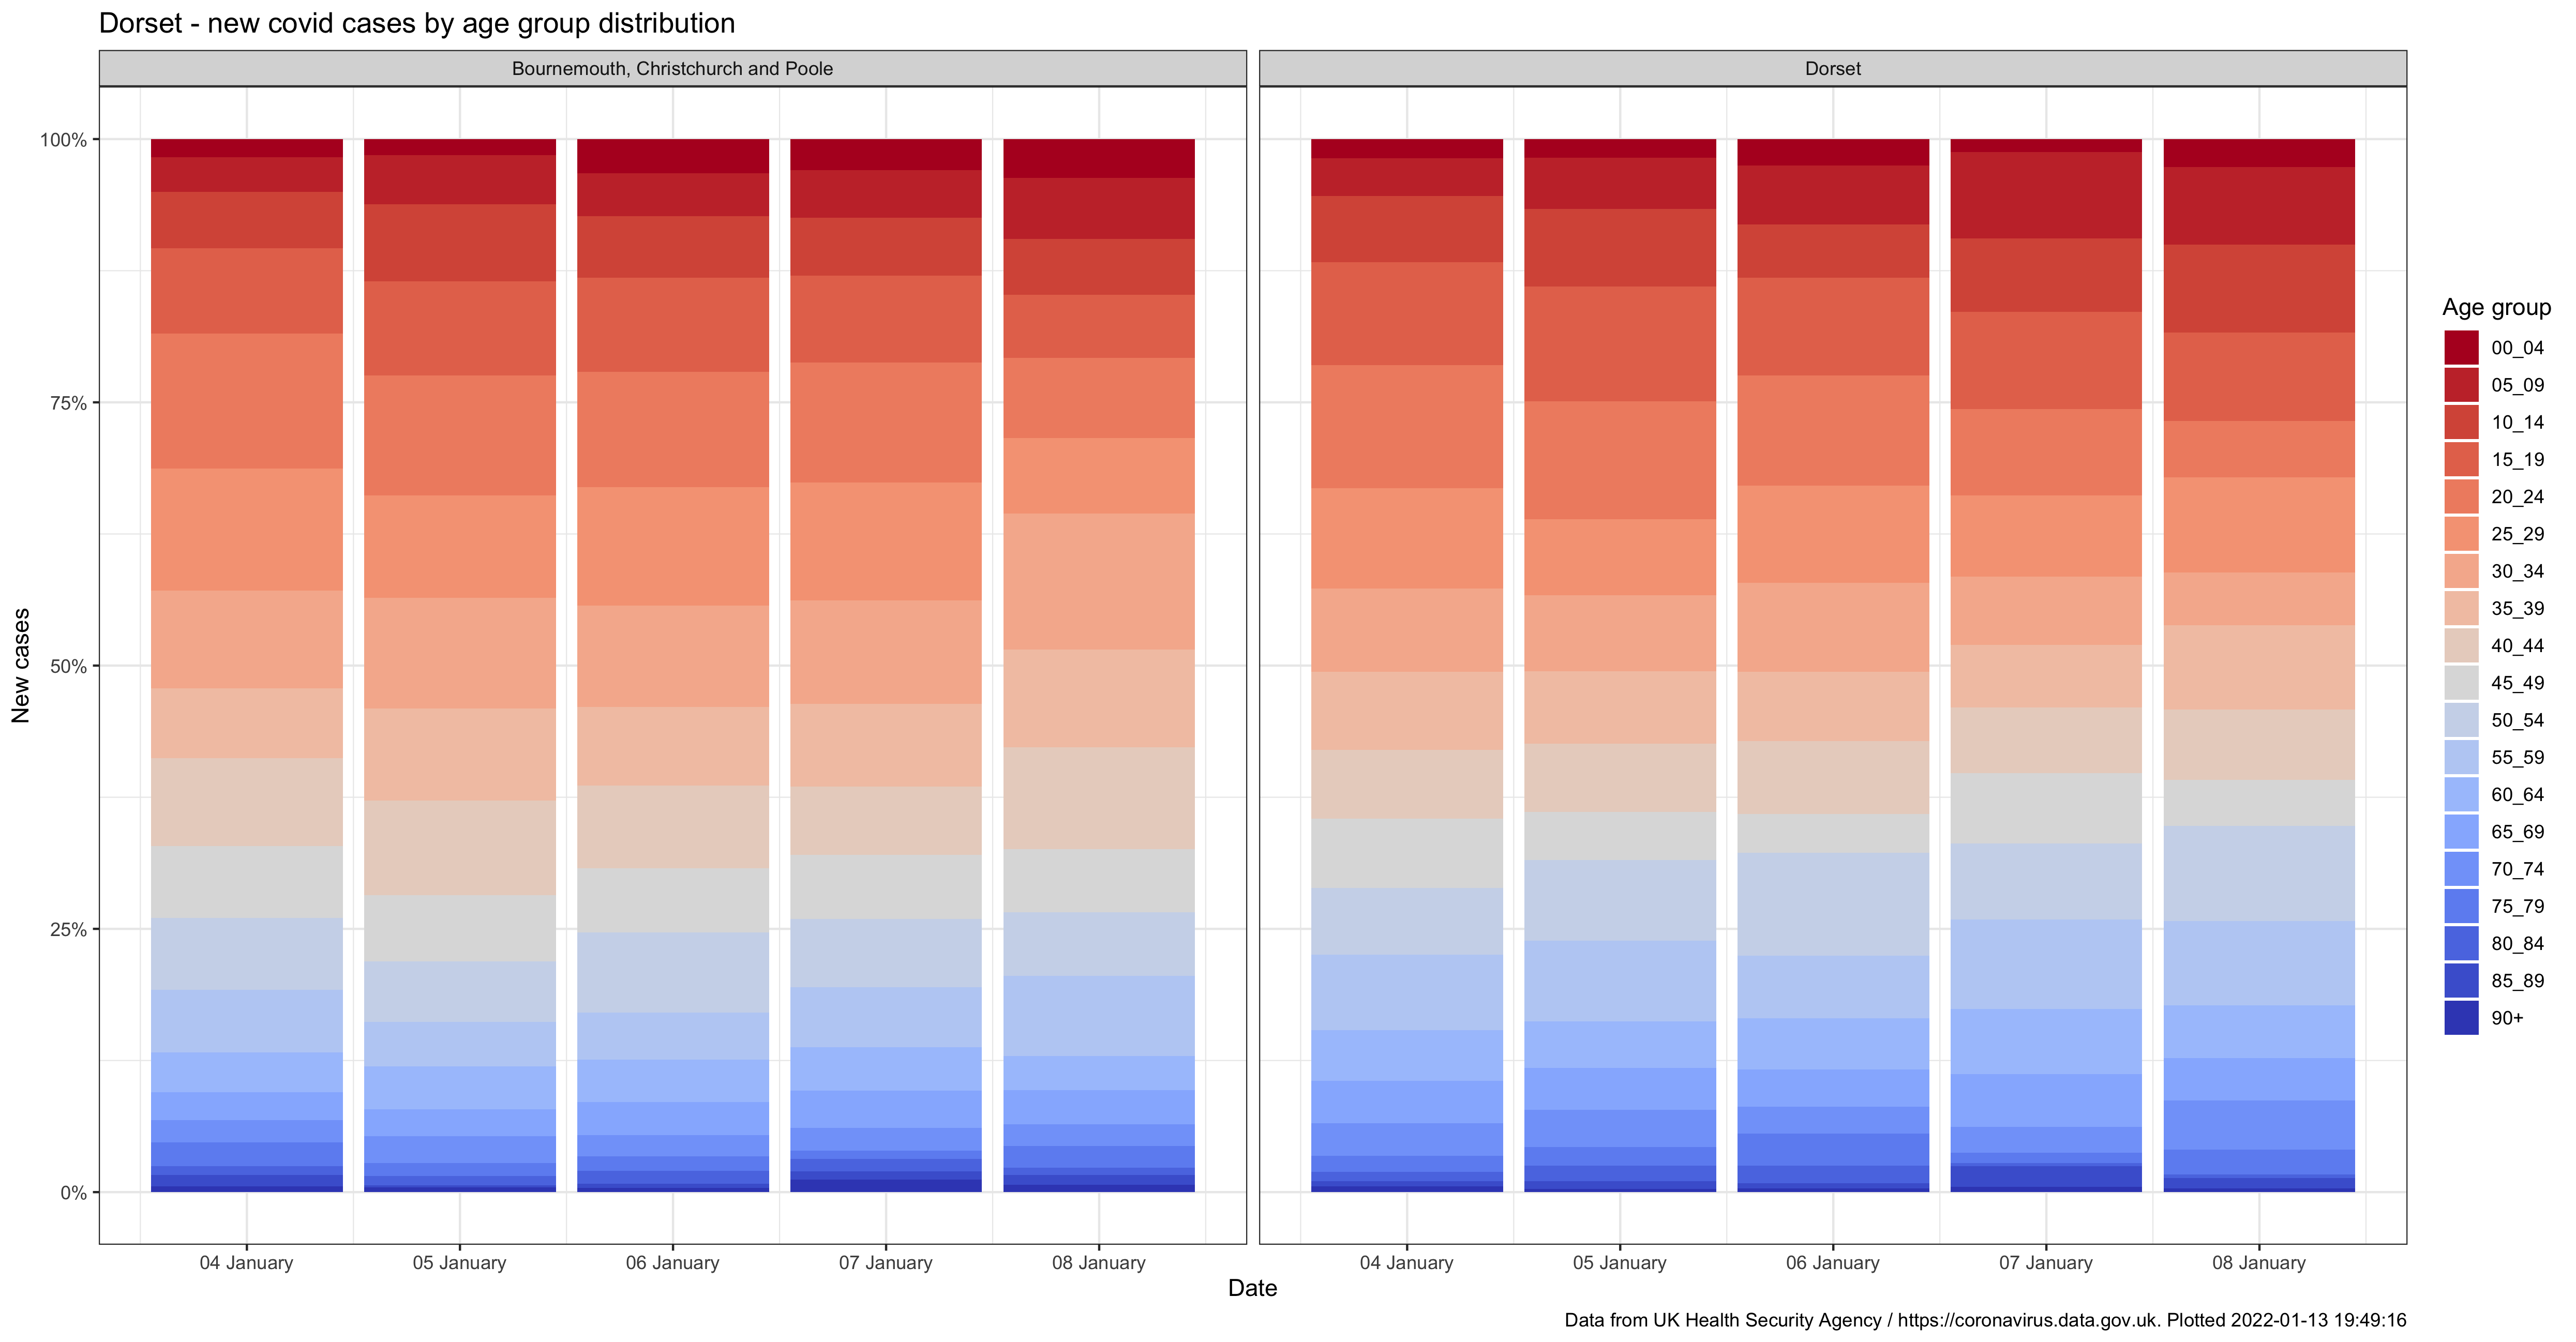 Dorset - new covid cases by age group distribution
Bournemouth, Christchurch and Poole
Dorset
100%
75%
50%
25%
0%
New cases
04 January
05 January
06 January
07 January
08 January
04 January
05 January
06 January
07 January
08 January
Date
Age group
00_04
05_09
10_14
15_19
20_24
25_29
30_34
35_39
40_44
45_49
50_54
55_59
60_64
65_69
70_74
75_79
80_84
85_89
90+
Data from UK Health Security Agency / https://coronavirus.data.gov.uk. Plotted 2022-01-13 19:49:16